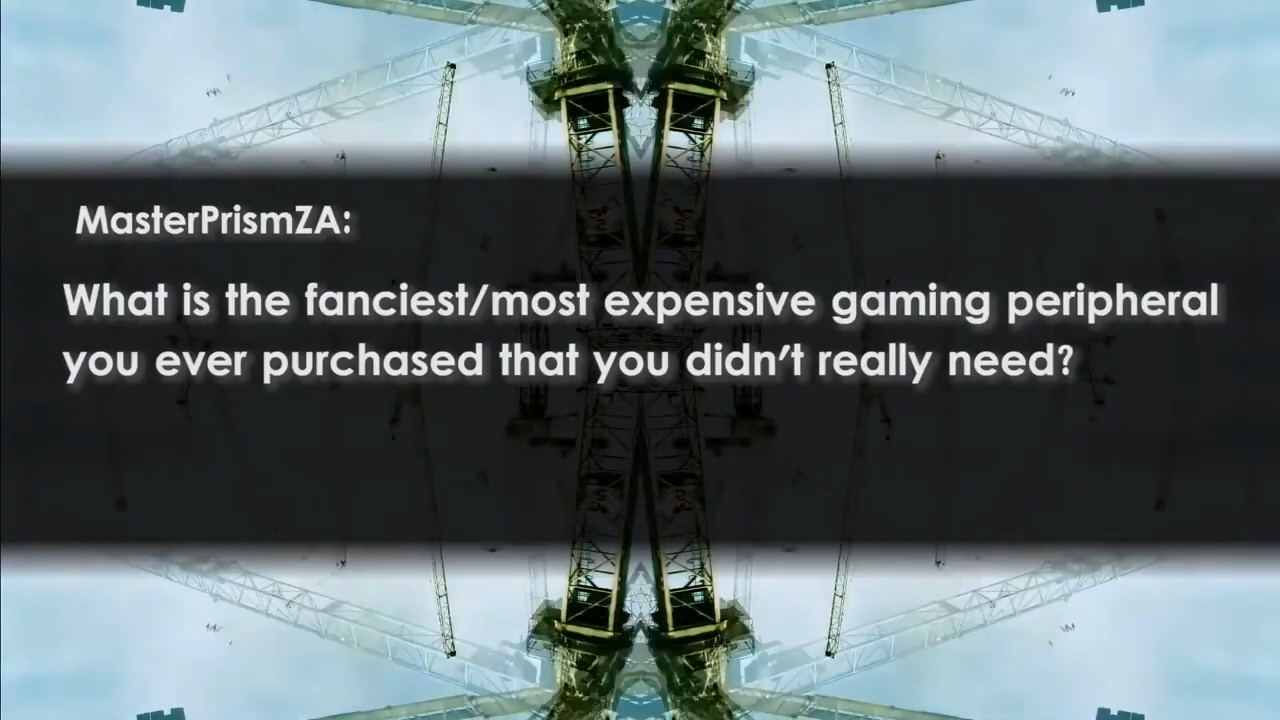 MasterPrismZA:
What is the fanciest/most expensive gaming peripheral
you ever purchased that you didn't really need?